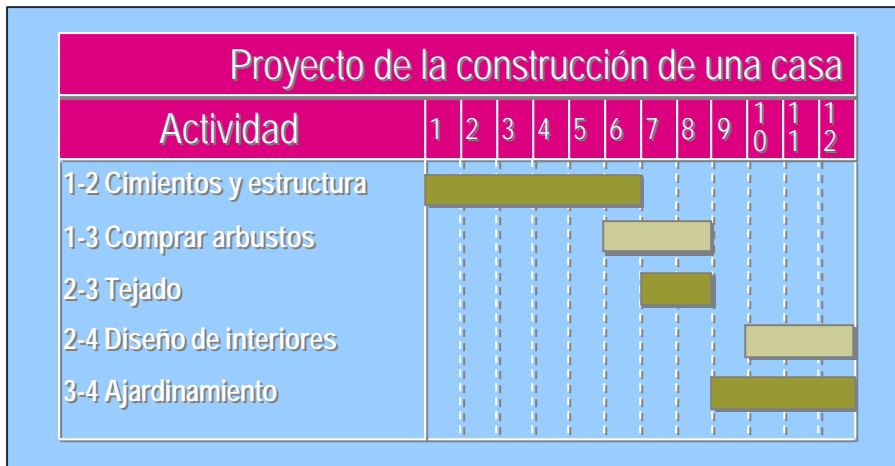 Proyecto de la construcción de una casa
Actividad 1 2 3 4 5 6 7 8 9 10 11 12
1-2 Cimientos y estructura
1-3 Comprar arbustos
2-3 Tejado
2-4 Diseño de interiores
3-4 Ajardinamiento